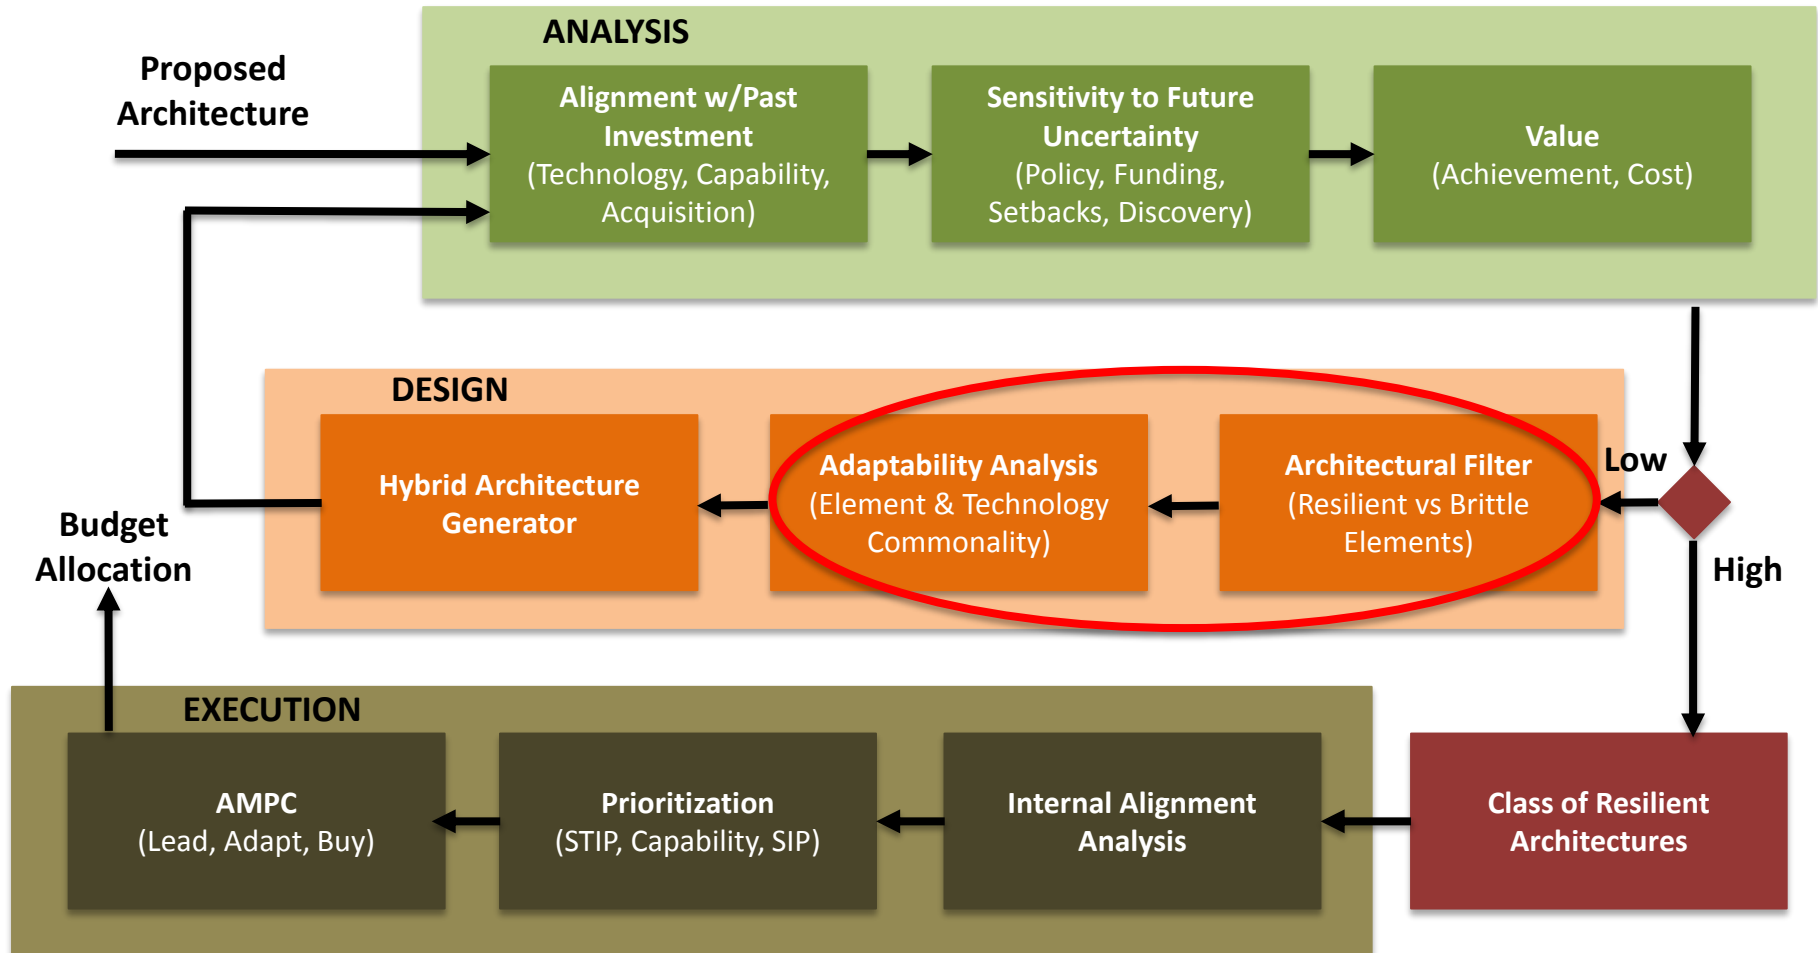 ANALYSIS
Proposed
Architecture
Alignment w/Past
Investment
(Technology, Capability,
Acquisition)
Sensitivity to Future
Uncertainty
(Policy, Funding,
Setbacks, Discovery)
Value
(Achievement, Cost)
DESIGN
Hybrid Architecture
Generator
Adaptability Analysis
(Element & Technology
Commonality)
Architectural Filter
(Resilient vs Brittle
Elements)
Low
High
Budget
Allocation
EXECUTION
AMPC
(Lead, Adapt, Buy)
Prioritization
(STIP, Capability, SIP)
Internal Alignment
Analysis
Class of Resilient
Architectures